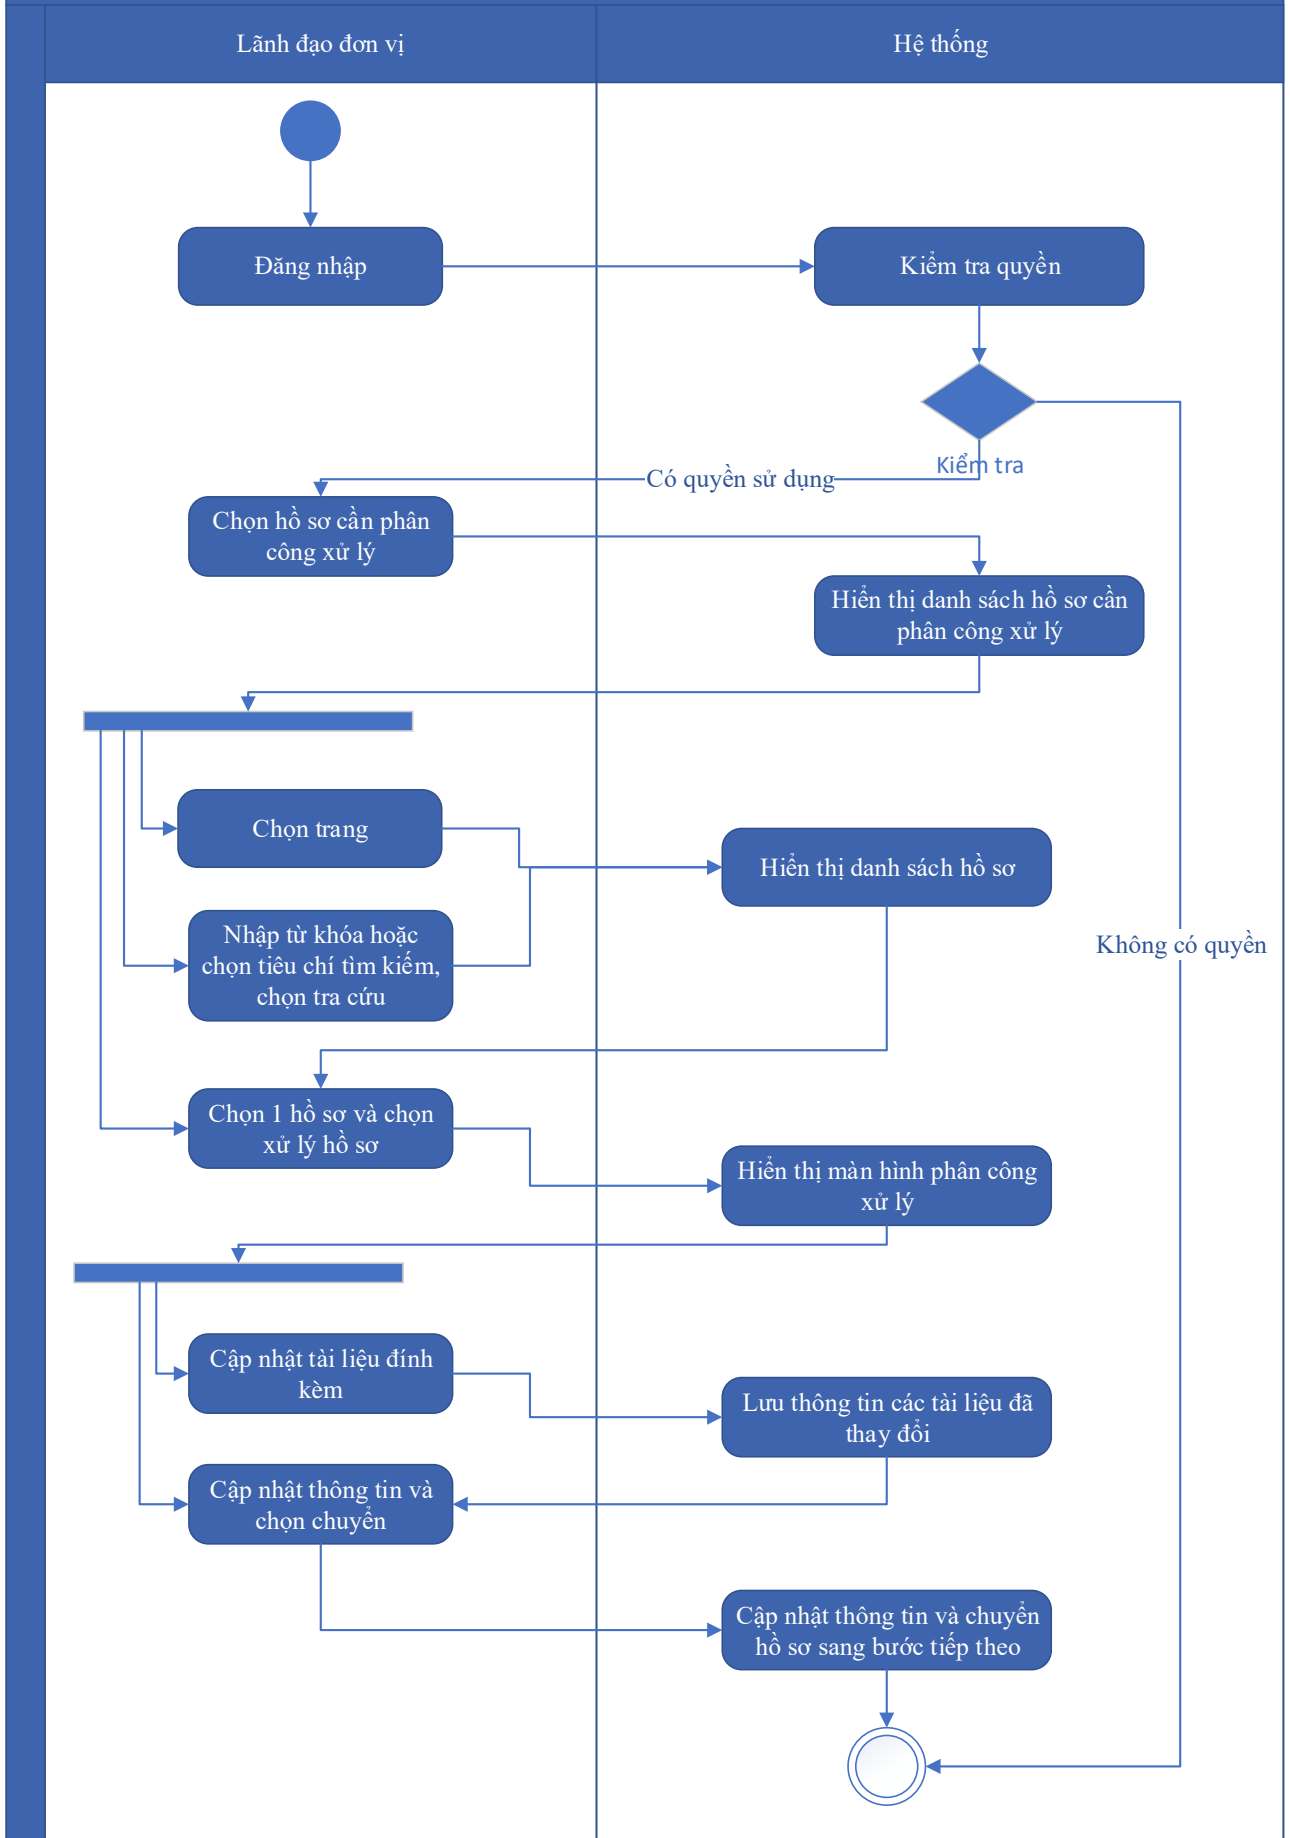 Lãnh đạo đơn vị
Hệ thống
Đăng nhập
Kiểm tra quyền
Kiểm tra
Có quyền sử dụng
Chọn hồ sơ cần phân
công xử lý
Hiển thị danh sách hồ sơ cần
phân công xử lý
Chọn trang
Hiển thị danh sách hồ sơ
Nhập từ khóa hoặc
chọn tiêu chí tìm kiếm,
chọn tra cứu
Không có quyền
Chọn 1 hồ sơ và chọn
xử lý hồ sơ
Hiển thị màn hình phân công
xử lý
Cập nhật tài liệu đính
kèm
Lưu thông tin các tài liệu đã
thay đổi
Cập nhật thông tin và
chọn chuyển
Cập nhật thông tin và chuyển
hồ sơ sang bước tiếp theo